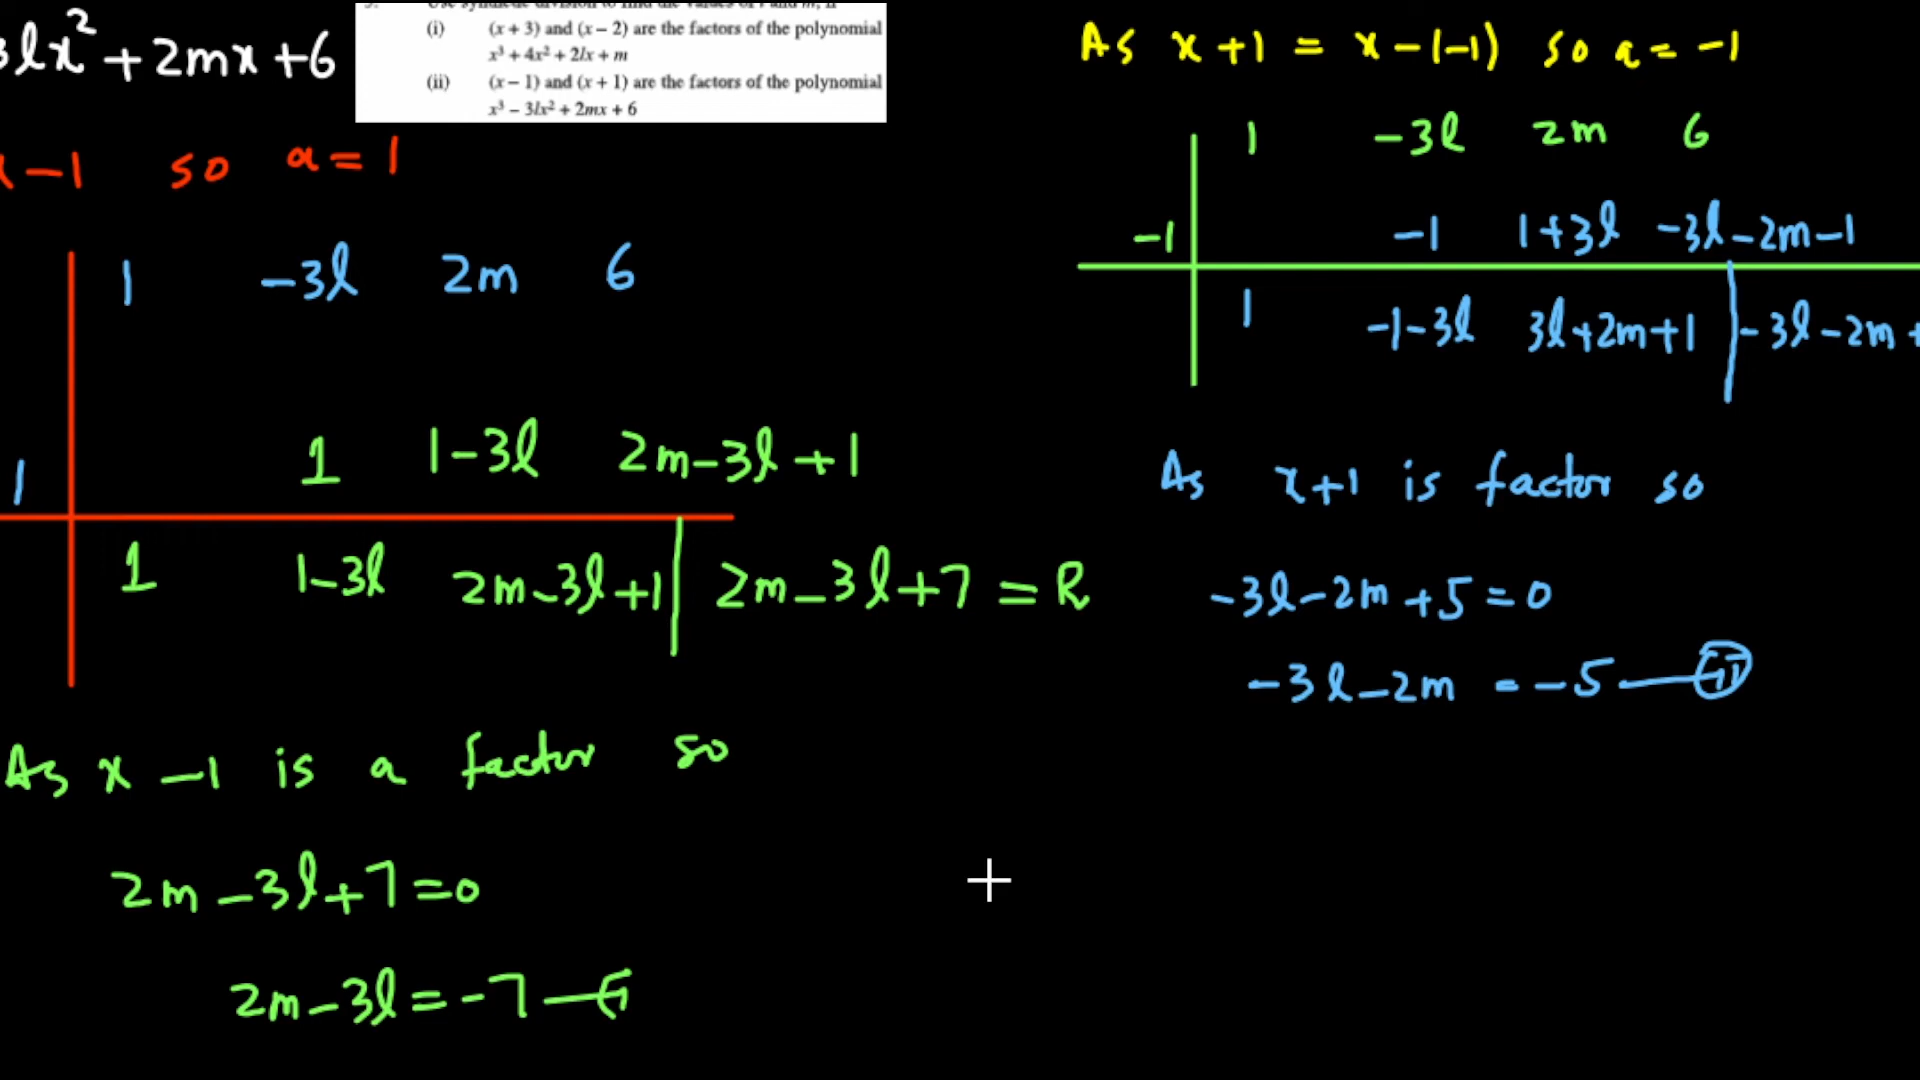 3lx² + 2mx + 6
(i) (x + 3) and (x – 2) are the factors of the polynomial
x³ + 4x² + 2lx + m
(ii) (x – 1) and (x + 1) are the factors of the polynomial
x³ – 3lx² + 2mx + 6
x - 1 so a = 1
1 -3l 2m 6
1 1-3l 2m-3l+1
1
1 1-3l 2m-3l+1 2m-3l+7 = R
As x - 1 is a factor so
2m - 3l + 7 = 0
2m - 3l = -7 — (i
As x + 1 = x - (-1) so a = -1
1 -3l 2m 6
-1 -1 1+3l -3l-2m-1
1 -1-3l 3l+2m+1 -3l-2m+
As x+1 is factor so
-3l-2m+5=0
-3l-2m = -5 — (ii)